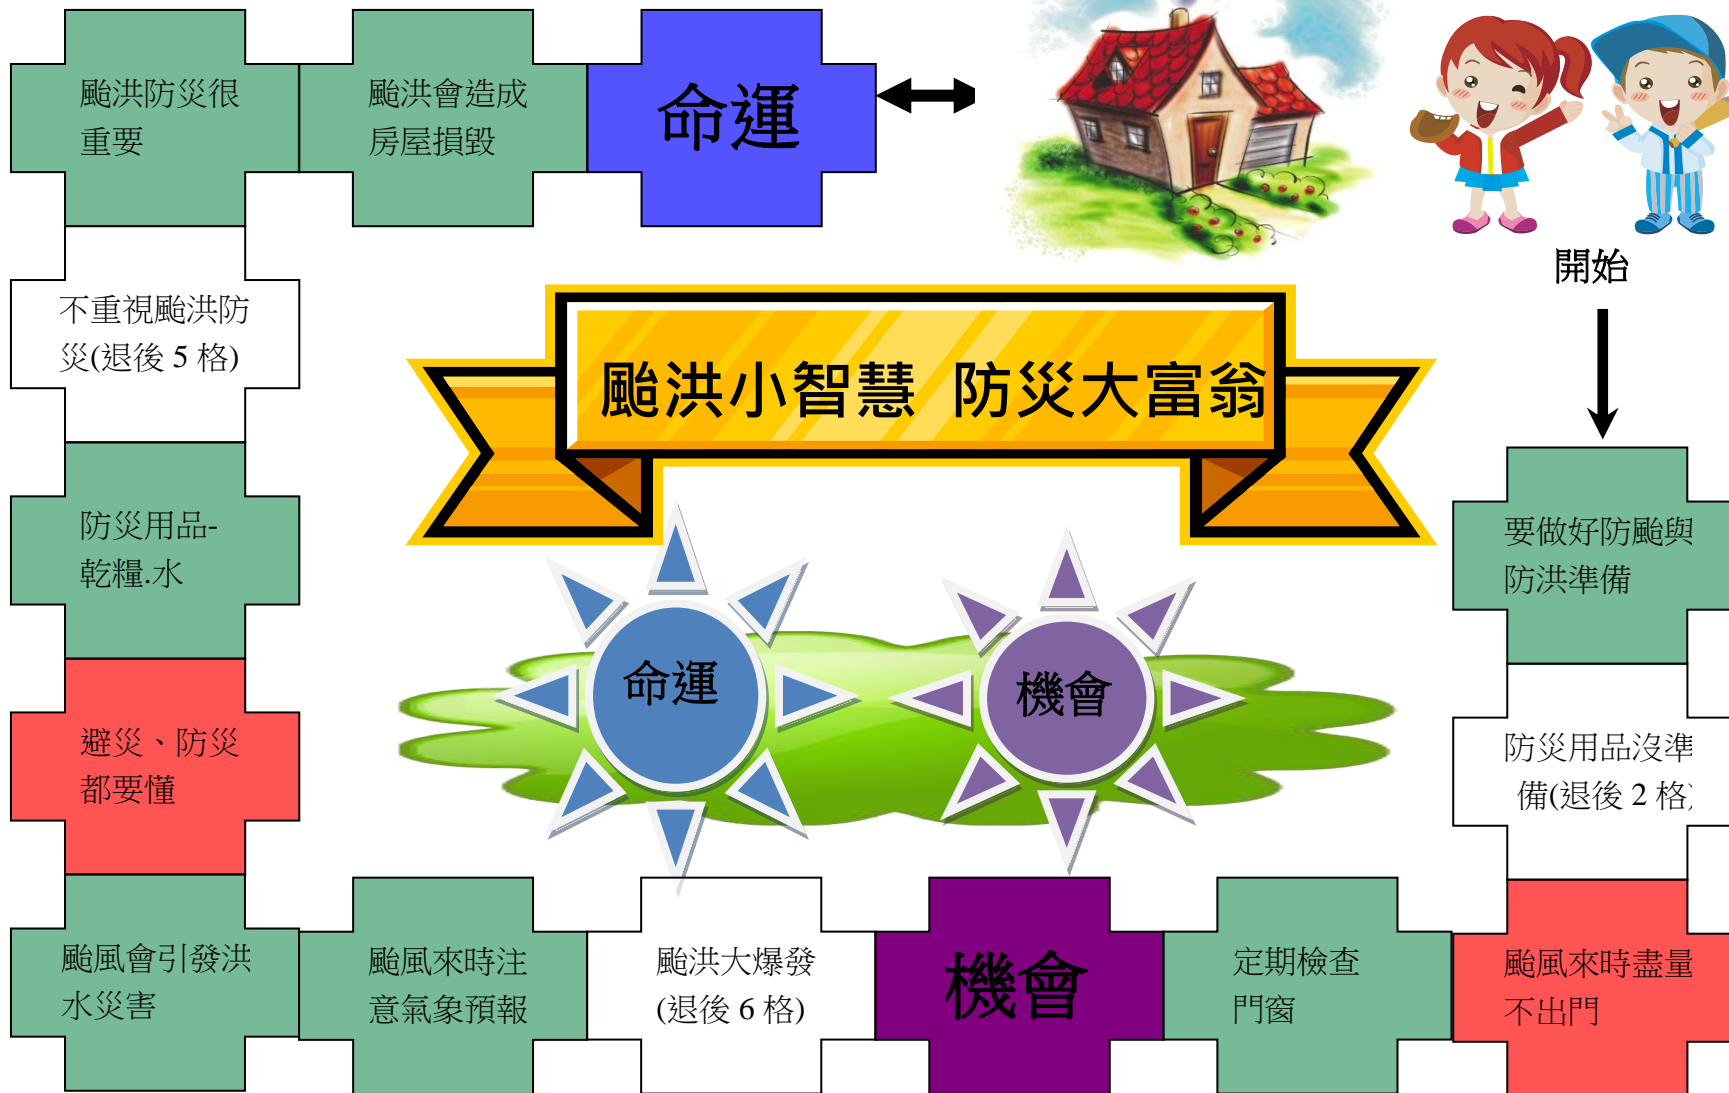 颱洪防災很
重要
颱洪會造成
房屋損毀
命運
開始
不重視颱洪防
災(退後 5 格)
颱洪小智慧 防災大富翁
防災用品-
乾糧.水
要做好防颱與
防洪準備
命運
機會
避災、防災
都要懂
防災用品沒準
備(退後 2 格)
颱風會引發洪
水災害
颱風來時注
意氣象預報
颱洪大爆發
(退後 6 格)
機會
定期檢查
門窗
颱風來時盡量
不出門